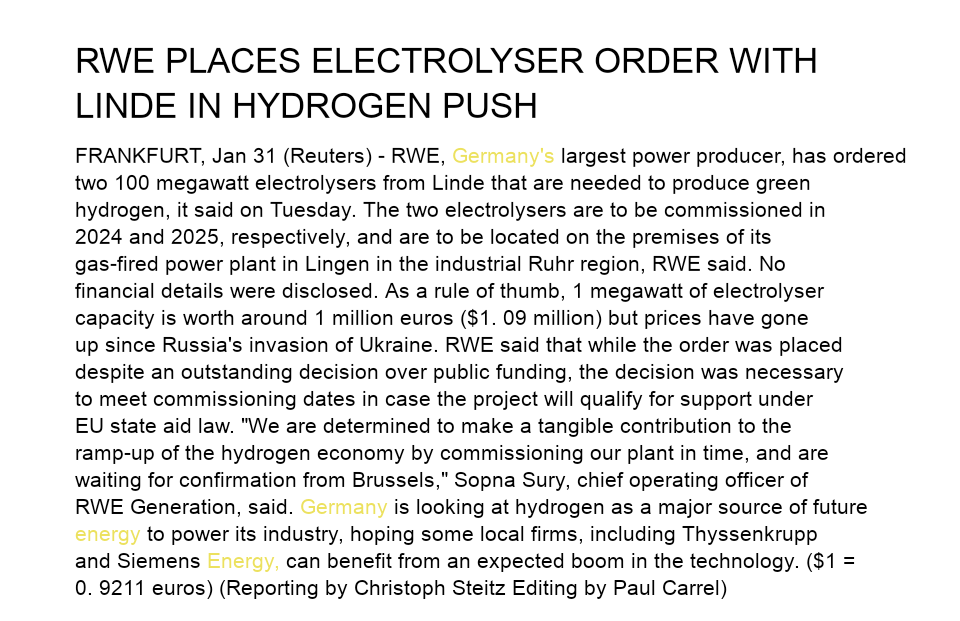 RWE PLACES ELECTROLYSER ORDER WITH
LINDE IN HYDROGEN PUSH
FRANKFURT, Jan 31 (Reuters) - RWE, Germany's largest power producer, has ordered
two 100 megawatt electrolysers from Linde that are needed to produce green
hydrogen, it said on Tuesday. The two electrolysers are to be commissioned in
2024 and 2025, respectively, and are to be located on the premises of its
gas-fired power plant in Lingen in the industrial Ruhr region, RWE said. No
financial details were disclosed. As a rule of thumb, 1 megawatt of electrolyser
capacity is worth around 1 million euros ($1. 09 million) but prices have gone
up since Russia's invasion of Ukraine. RWE said that while the order was placed
despite an outstanding decision over public funding, the decision was necessary
to meet commissioning dates in case the project will qualify for support under
EU state aid law. "We are determined to make a tangible contribution to the
ramp-up of the hydrogen economy by commissioning our plant in time, and are
waiting for confirmation from Brussels," Sopna Sury, chief operating officer of
RWE Generation, said. Germany is looking at hydrogen as a major source of future
energy to power its industry, hoping some local firms, including Thyssenkrupp
and Siemens Energy, can benefit from an expected boom in the technology. ($1 =
0. 9211 euros) (Reporting by Christoph Steitz Editing by Paul Carrel)